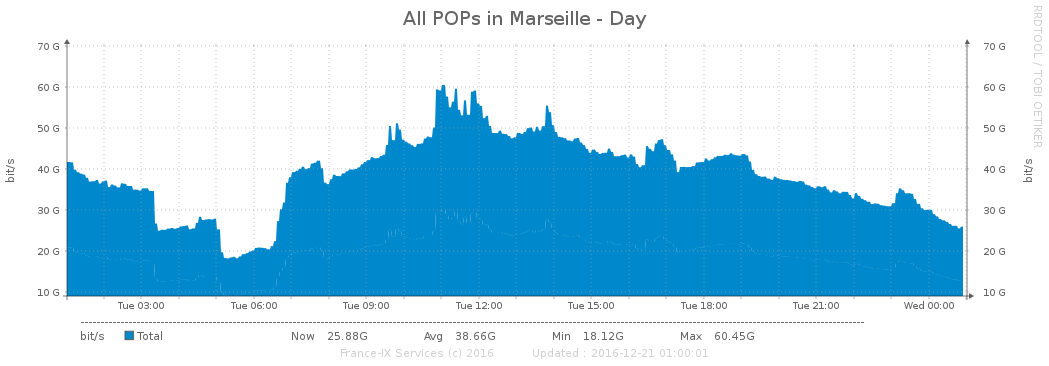 All POPs in Marseille - Day
RRDTOOL / TOBI OETIKER
70 G 70 G
60 G 60 G
50 G 50 G
40 G 40 G
30 G 30 G
20 G 20 G
10 G 10 G
bit/s
bit/s
Tue 03:00 Tue 06:00 Tue 09:00 Tue 12:00 Tue 15:00 Tue 18:00 Tue 21:00 Wed 00:00
bit/s Total Now 25.88G Avg 38.66G Min 18.12G Max 60.45G
France-IX Services (c) 2016 Updated : 2016-12-21 01:00:01